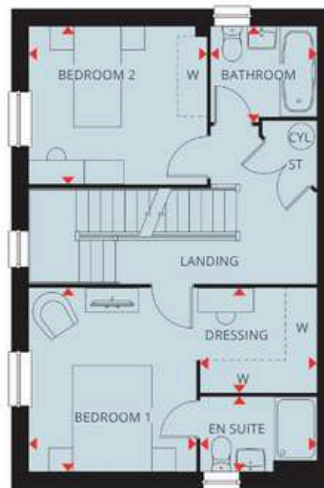 BEDROOM 2
W
BATHROOM
CYL
ST
LANDING
DRESSING
W
W
BEDROOM 1
EN SUITE